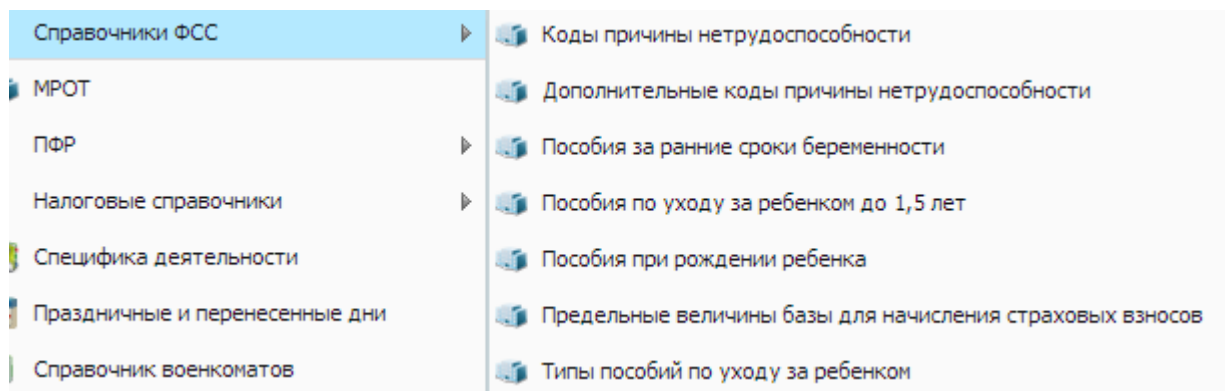 Справочники ФСС
МРОТ
ПФР
Налоговые справочники
Специфика деятельности
Праздничные и перенесенные дни
Справочник военкоматов
Коды причины нетрудоспособности
Дополнительные коды причины нетрудоспособности
Пособия за ранние сроки беременности
Пособия по уходу за ребенком до 1,5 лет
Пособия при рождении ребенка
Предельные величины базы для начисления страховых взносов
Типы пособий по уходу за ребенком